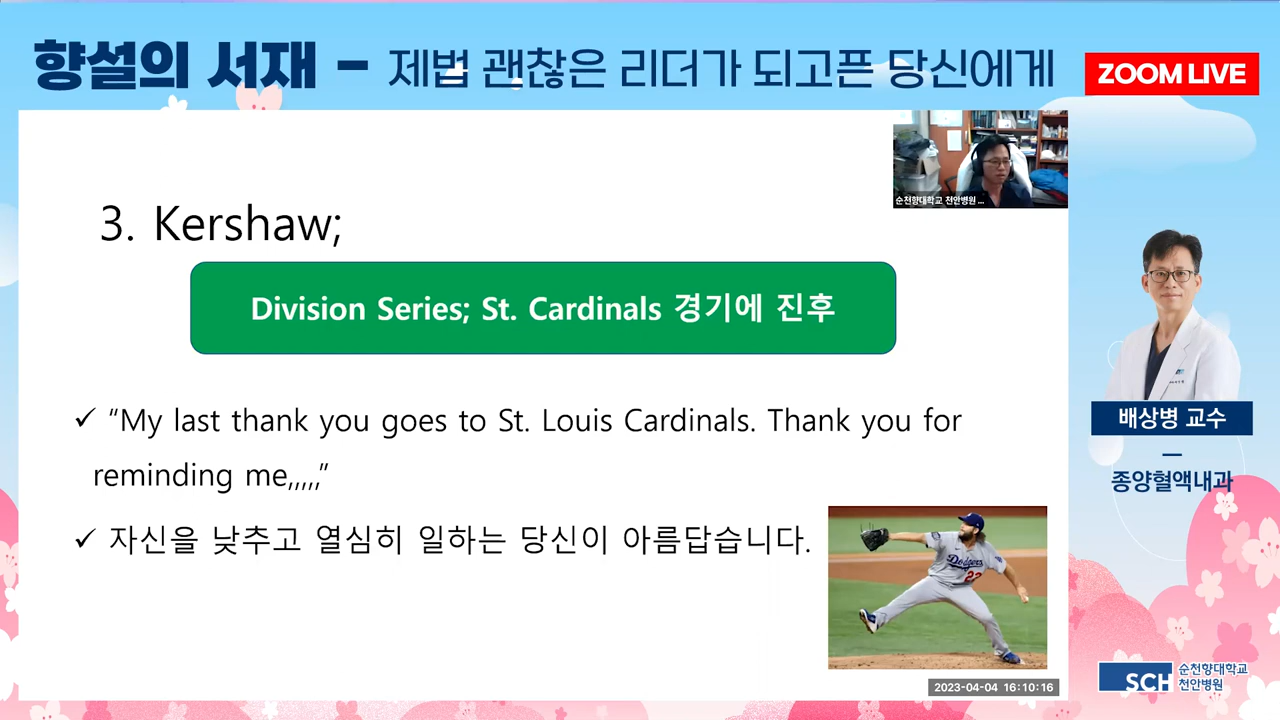 향설의 서재 - 제법 괜찮은 리더가 되고픈 당신에게
ZOOM LIVE
순천향대학교 천안병원 ...
3. Kershaw;
Division Series; St. Cardinals 경기에 진후
✓ “My last thank you goes to St. Louis Cardinals. Thank you for
reminding me,,,,,”
✓ 자신을 낮추고 열심히 일하는 당신이 아름답습니다.
Dodgers
22
2023-04-04 16:10:16
배상병 교수
종양혈액내과
SCH 순천향대학교
천안병원